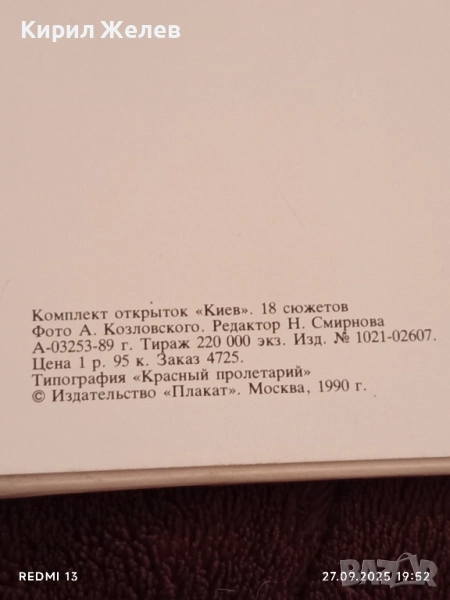 Кирил Желев
Комплект открыток «Киев». 18 сюжетов
Фото А. Козловского. Редактор Н. Смирнова
А-03253-89 г. Тираж 220 000 экз. Изд. № 1021-02607.
Цена 1 р. 95 к. Заказ 4725.
Типография «Красный пролетарий»
© Издательство «Плакат». Москва, 1990 г.
REDMI 13
27.09.2025 19:52
BAZAR